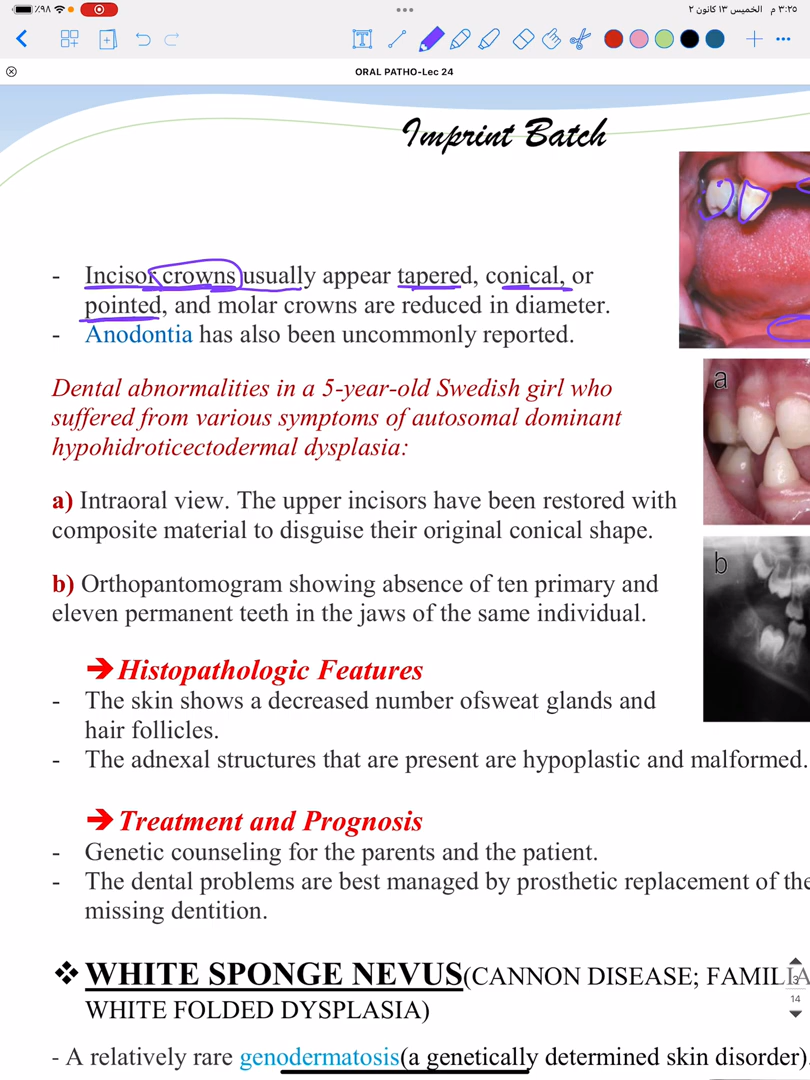 ٪٩٨
٣:٢٥ م الخميس ١٣ كانون ٢
ORAL PATHO-Lec 24
Imprint Batch
- Incisor crowns usually appear tapered, conical, or
pointed, and molar crowns are reduced in diameter.
- Anodontia has also been uncommonly reported.
Dental abnormalities in a 5-year-old Swedish girl who
suffered from various symptoms of autosomal dominant
hypohidroticectodermal dysplasia:
a
a) Intraoral view. The upper incisors have been restored with
composite material to disguise their original conical shape.
b
b) Orthopantomogram showing absence of ten primary and
eleven permanent teeth in the jaws of the same individual.
➔ Histopathologic Features
- The skin shows a decreased number ofsweat glands and
hair follicles.
- The adnexal structures that are present are hypoplastic and malformed.
➔ Treatment and Prognosis
- Genetic counseling for the parents and the patient.
- The dental problems are best managed by prosthetic replacement of the
missing dentition.
❖ WHITE SPONGE NEVUS(CANNON DISEASE; FAMILIA
WHITE FOLDED DYSPLASIA)
14
- A relatively rare genodermatosis(a genetically determined skin disorder)